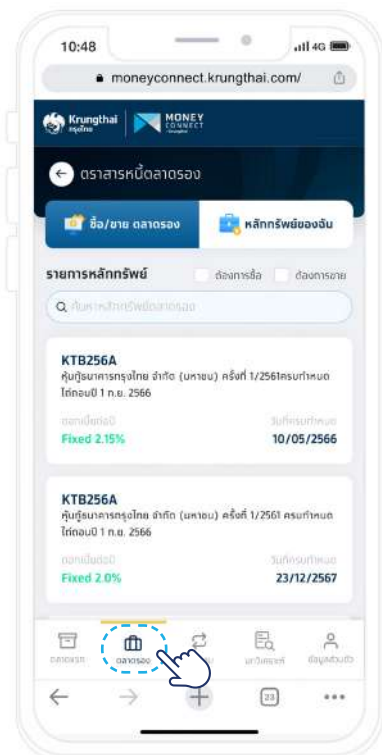 10:48
4G
moneyconnect.krungthai.com/
Krungthai
กรุงไทย
MONEY
CONNECT
ตราสารหนี้ตลาดรอง
ซื้อ/ขาย ตลาดรอง
หลักทรัพย์ของฉัน
รายการหลักทรัพย์
ต้องการซื้อ
ต้องการขาย
ค้นหาหลักทรัพย์ตลาดรอง
KTB256A
หุ้นกู้ธนาคารกรุงไทย จำกัด (มหาชน) ครั้งที่ 1/2561ครบกำหนด
ไถ่ถอนปี 1 ก.ย. 2566
ดอกเบี้ยต่อปี
วันที่ครบกำหนด
Fixed 2.15%
10/05/2566
KTB256A
หุ้นกู้ธนาคารกรุงไทย จำกัด (มหาชน) ครั้งที่ 1/2561 ครบกำหนด
ไถ่ถอนปี 1 ก.ย. 2566
ดอกเบี้ยต่อปี
วันที่ครบกำหนด
Fixed 2.0%
23/12/2567
ตลาดแรก
ตลาดรอง
บทวิเคราะห์
ข้อมูลส่วนตัว
23